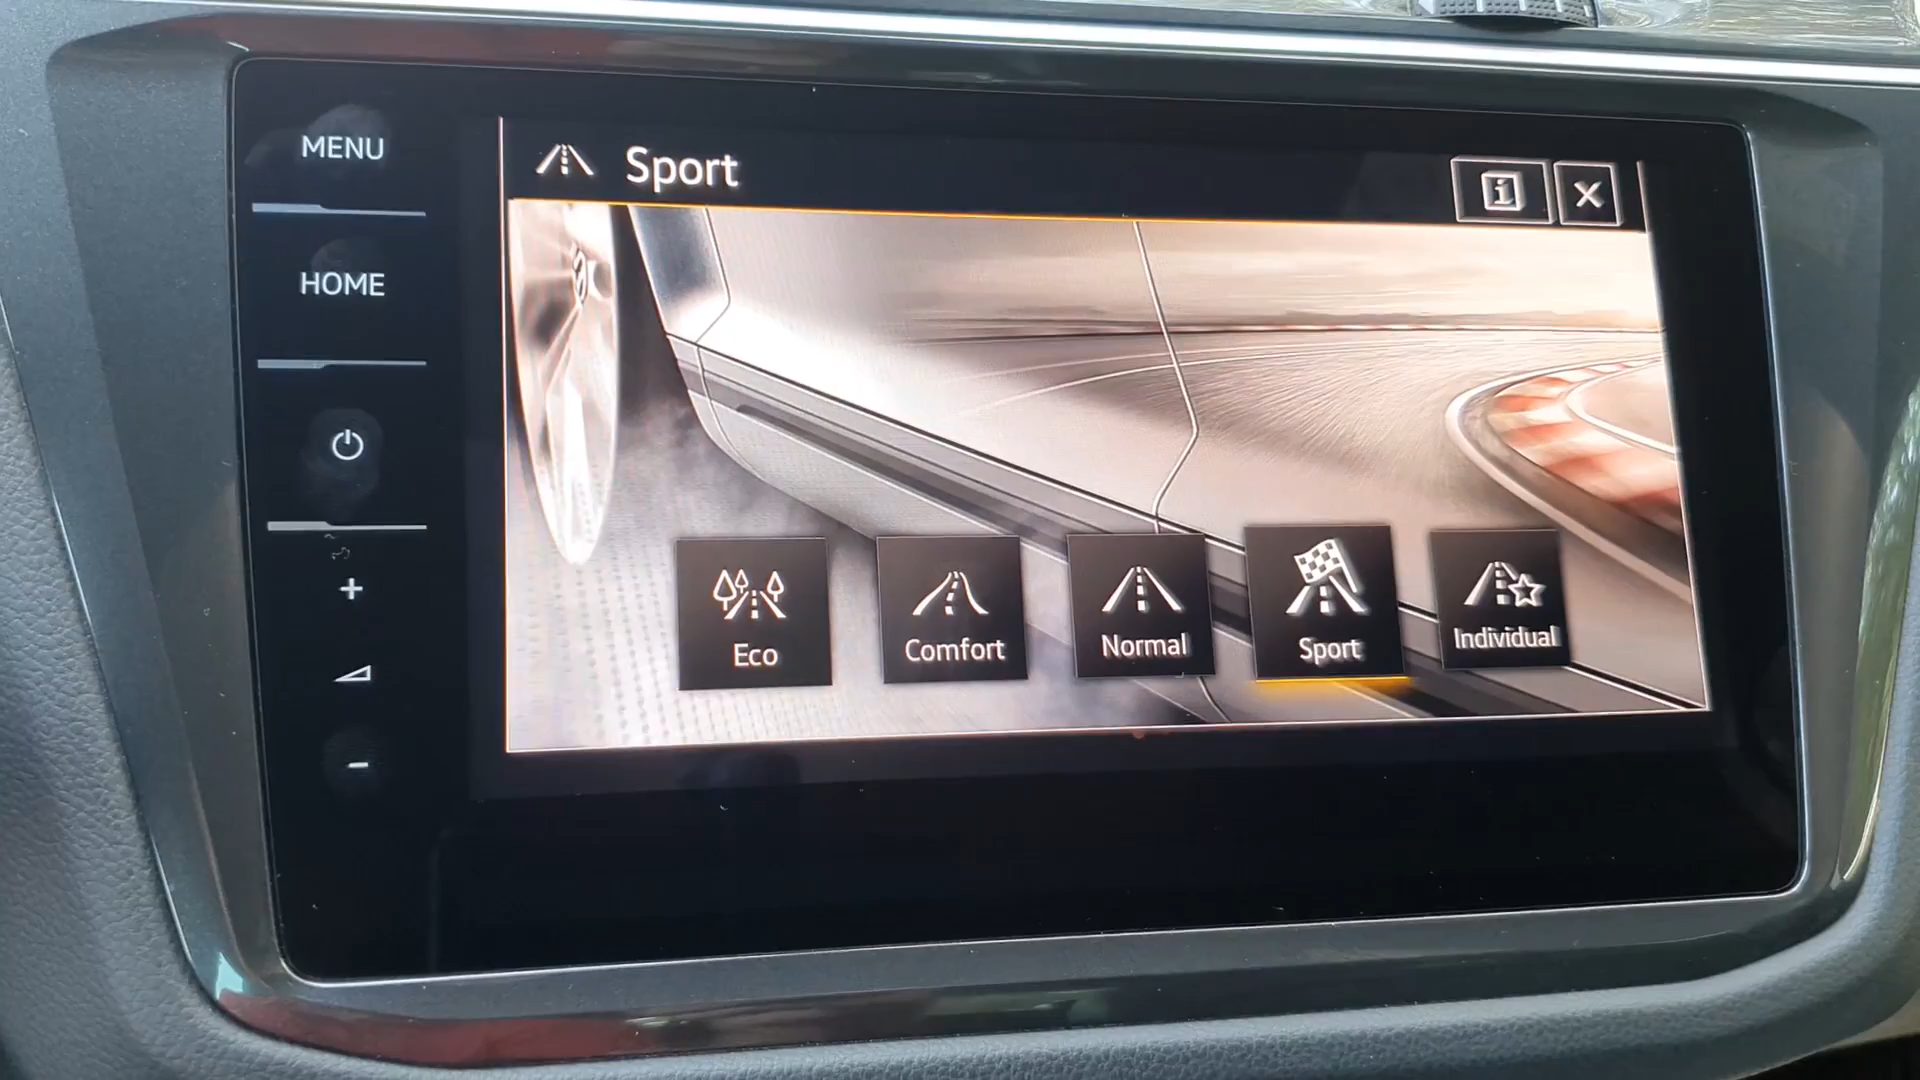 MENU
HOME
Sport
i
Eco
Comfort
Normal
Sport
Individual